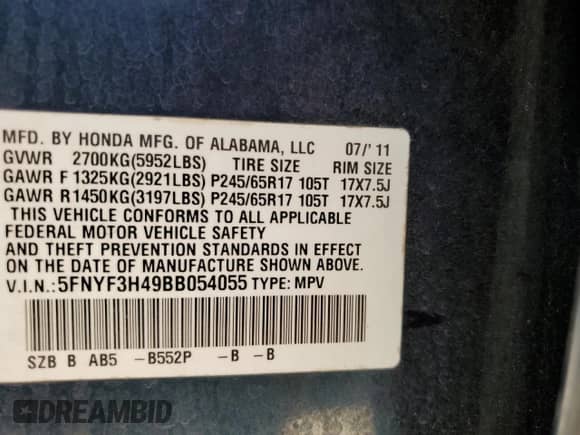 MFD. BY HONDA MFG. OF ALABAMA, LLC 07/'11
GVWR 2700KG(5952LBS) TIRE SIZE RIM SIZE
GAWR F 1325KG(2921LBS) P245/65R17 105T 17X7.5J
GAWR R1450KG(3197LBS) P245/65R17 105T 17X7.5J
THIS VEHICLE CONFORMS TO ALL APPLICABLE
FEDERAL MOTOR VEHICLE SAFETY
AND THEFT PREVENTION STANDARDS IN EFFECT
ON THE DATE OF MANUFACTURE SHOWN ABOVE.
V.I.N.: 5FNYF3H49BB054055 TYPE: MPV
SZB B AB5 -B552P -B -B
DREAMBID